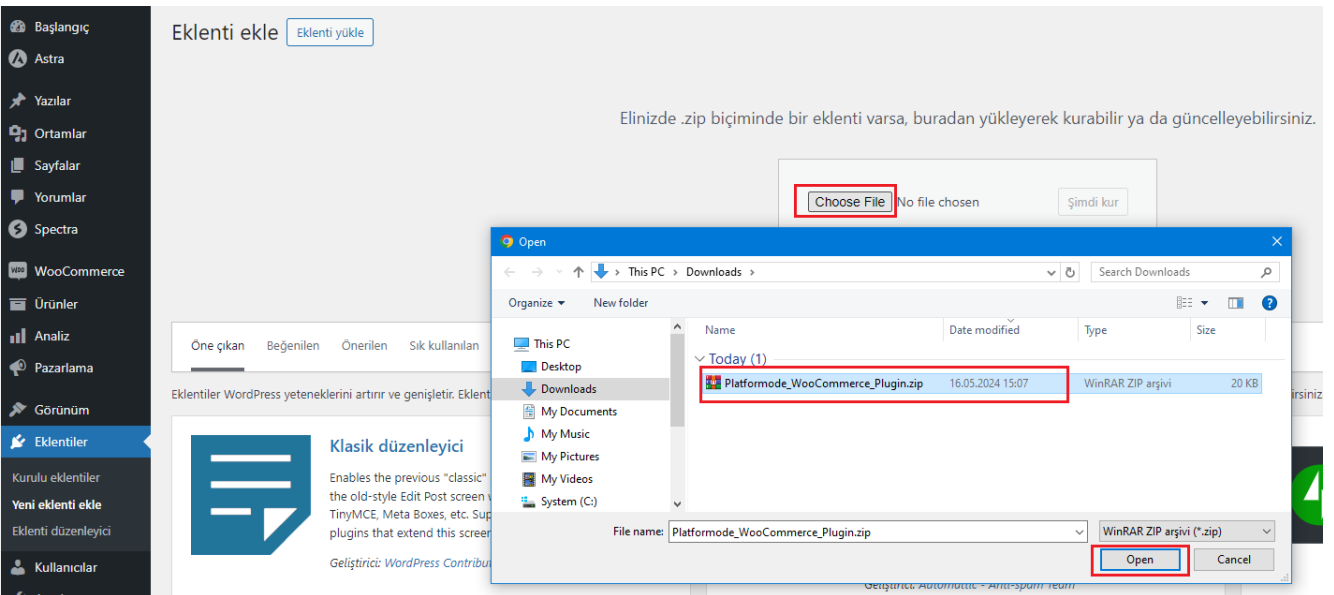 Başlangıç
Astra
Yazılar
Ortamlar
Sayfalar
Yorumlar
Spectra
WooCommerce
Ürünler
Analiz
Pazarlama
Görünüm
Eklentiler
Kurulu eklentiler
Yeni eklenti ekle
Eklenti düzenleyici
Kullanıcılar
Eklenti ekle Eklenti yükle
Elinizde .zip biçiminde bir eklenti varsa, buradan yükleyerek kurabilir ya da güncelleyebilirsiniz.
Choose File No file chosen Şimdi kur
Öne çıkan Beğenilen Önerilen Sık kullanılan
Eklentiler WordPress yeteneklerini artırır ve genişletir.
Klasik düzenleyici
Enables the previous "classic"
the old-style Edit Post screen
TinyMCE, Meta Boxes, etc.
plugins that extend this screen
Geliştirici: WordPress
Open
This PC > Downloads >
Search Downloads
Organize New folder
This PC
Desktop
Downloads
My Documents
My Music
My Pictures
My Videos
System (C:)
Name Date modified Type Size
Today (1)
Platformode_WooCommerce_Plugin.zip 16.05.2024 15:07 WinRAR ZIP arşivi 20 KB
File name: Platformode_WooCommerce_Plugin.zip WinRAR ZIP arşivi (*.zip)
Open Cancel
Geliştirici: Automattic - Anti-spam Team